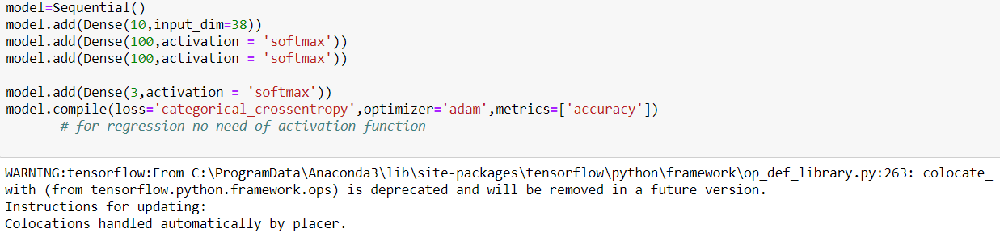 model=Sequential()
model.add(Dense(10,input_dim=38))
model.add(Dense(100,activation = 'softmax'))
model.add(Dense(100,activation = 'softmax'))
model.add(Dense(3,activation = 'softmax'))
model.compile(loss='categorical_crossentropy',optimizer='adam',metrics=['accuracy'])
# for regression no need of activation function
WARNING:tensorflow:From C:\ProgramData\Anaconda3\lib\site-packages\tensorflow\python\framework\op_def_library.py:263: colocate_
with (from tensorflow.python.framework.ops) is deprecated and will be removed in a future version.
Instructions for updating:
Colocations handled automatically by placer.